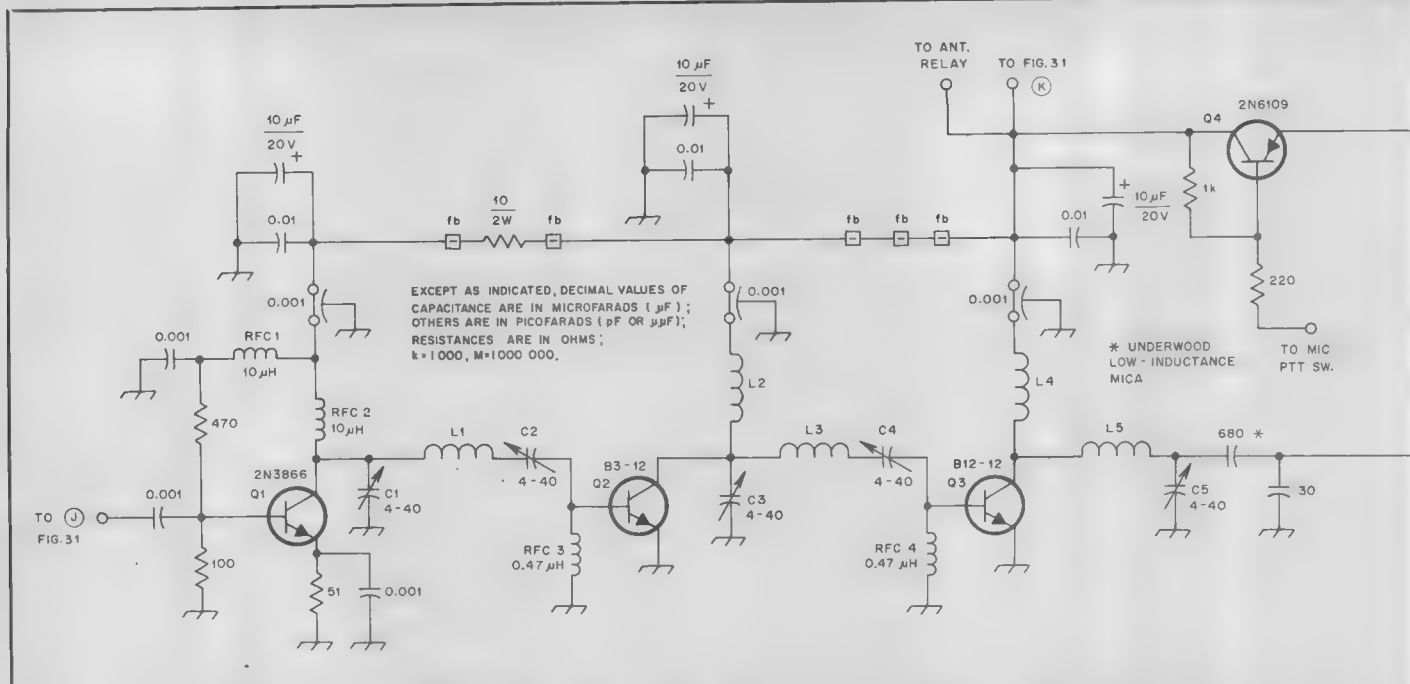 TO ANT.
RELAY
TO FIG. 31
K
10 µF
20V
+
0.01
10 µF
20 V
+
0.01
2N6109
Q4
1k
+
10 µF
20V
0.01
220
TO MIC
PTT SW.
fb
10
2W
fb
fb
fb
fb
0.001
0.001
0.001
EXCEPT AS INDICATED, DECIMAL VALUES OF
CAPACITANCE ARE IN MICROFARADS ( µF ) ;
OTHERS ARE IN PICOFARADS ( pF OR µµF);
RESISTANCES ARE IN OHMS ;
k = 1000, M=1000 000.
* UNDERWOOD
LOW - INDUCTANCE
MICA
0.001
RFC 1
10 µH
470
RFC 2
10 µH
L1
C2
4 - 40
L2
L3
C4
4 - 40
L4
L5
680 *
30
2N3866
Q1
C1
4-40
B3 - 12
Q2
C3
4-40
B12-12
Q3
C5
4-40
TO J
FIG. 31
0.001
100
51
0.001
RFC 3
0.47 µH
RFC 4
0.47 µH